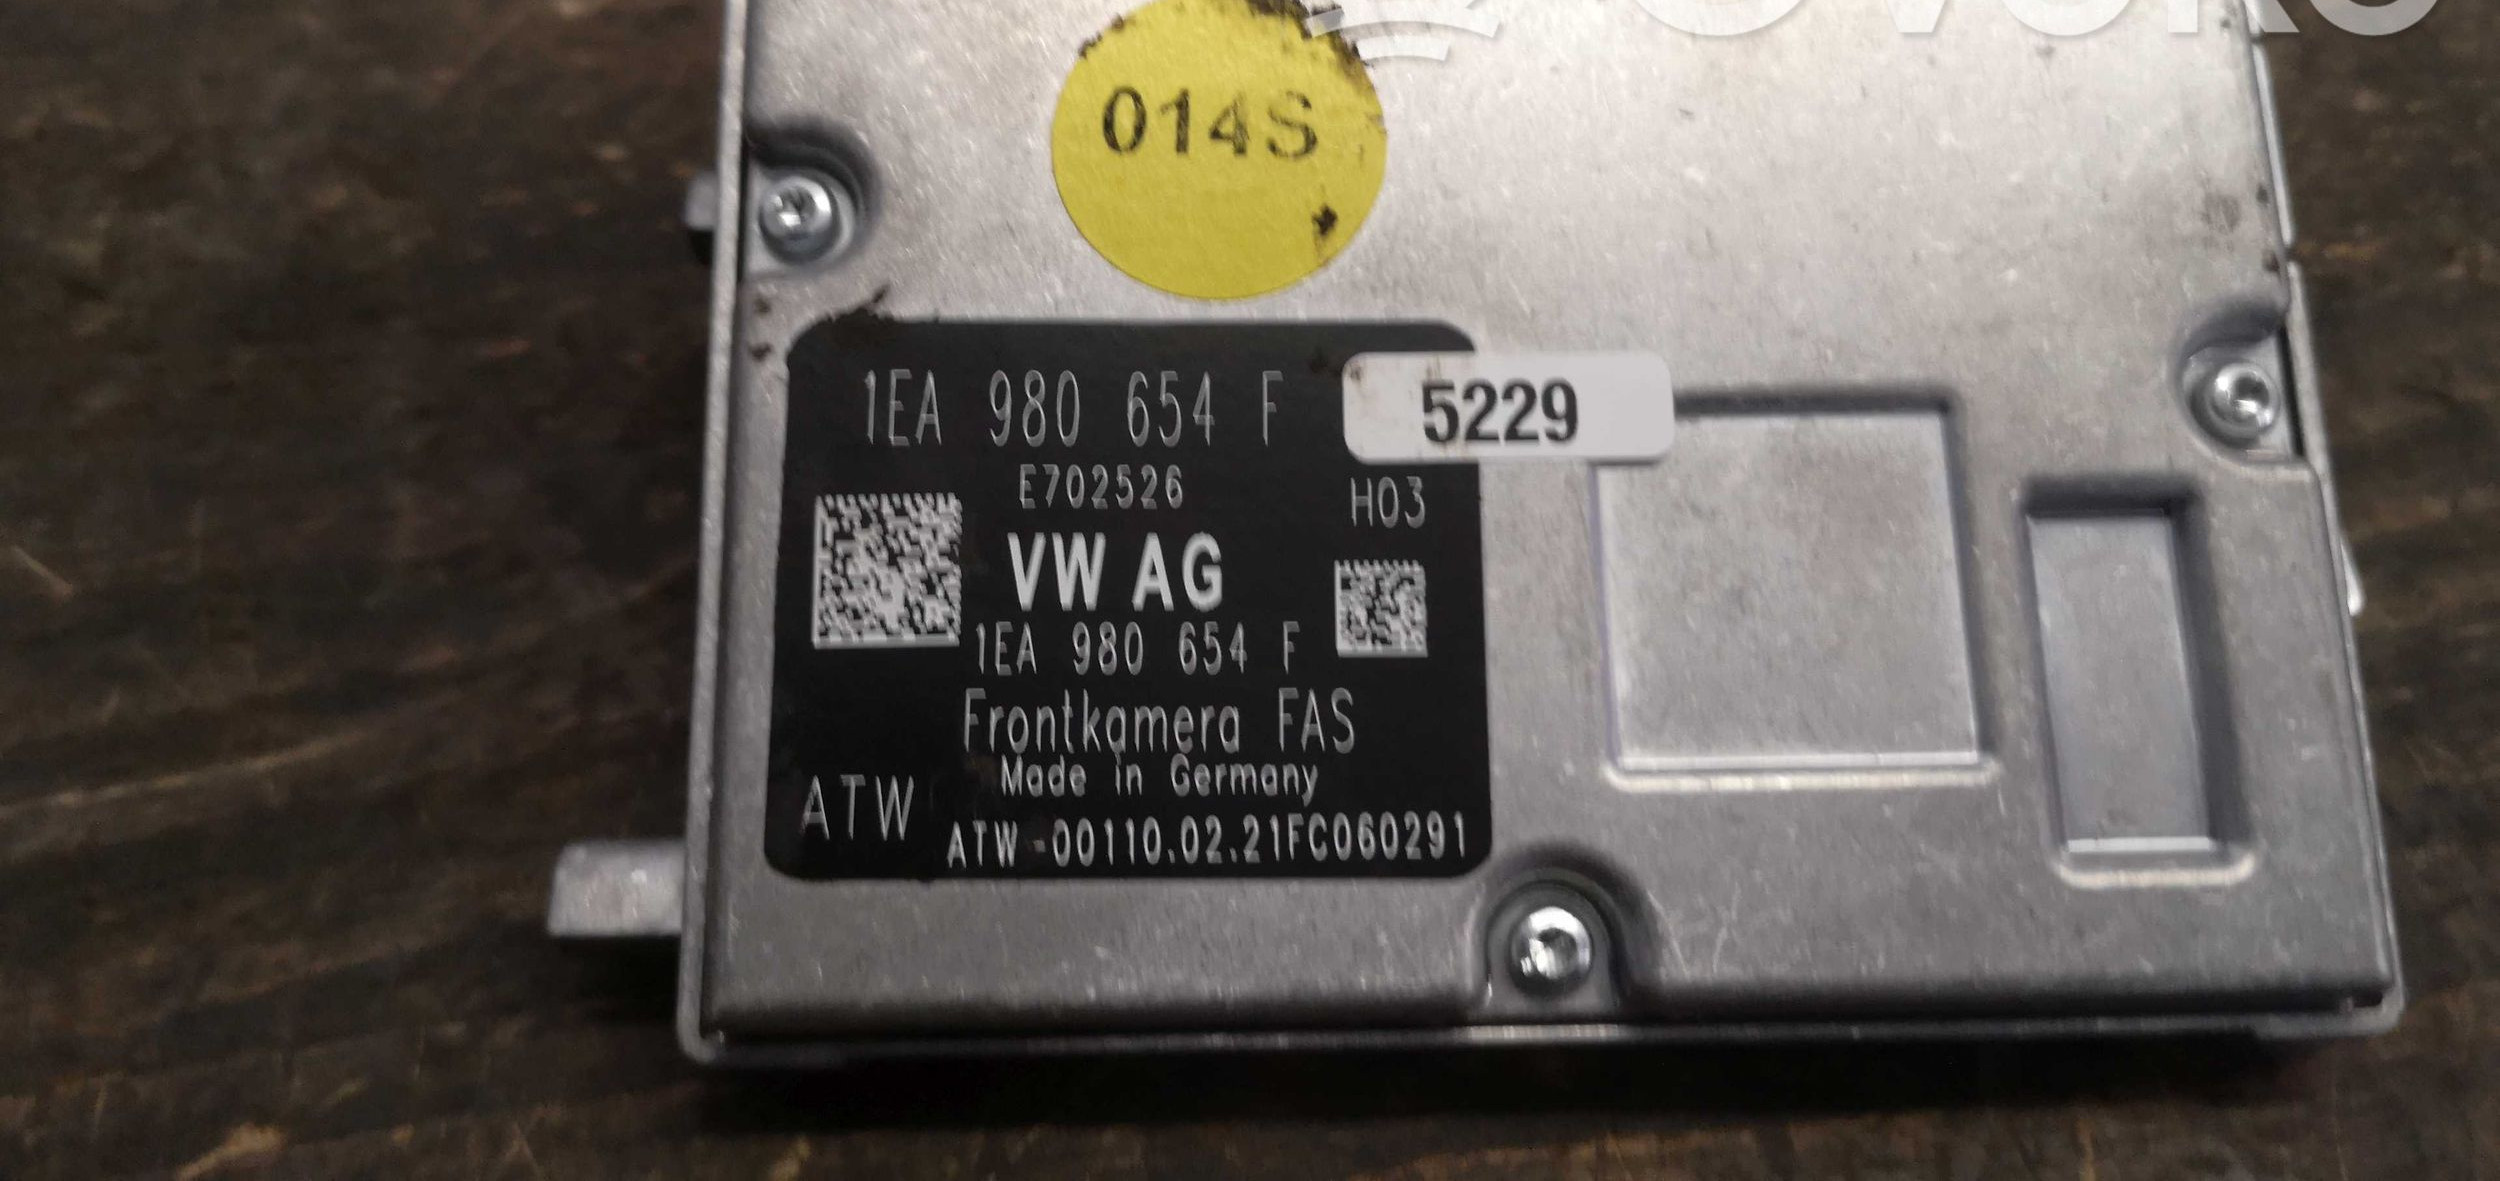 014S
1EA 980 654 F
5229
E702526
H03
VW AG
1EA 980 654 F
Frontkamera FAS
Made in Germany
ATW
ATW-00110.02.21FC060291